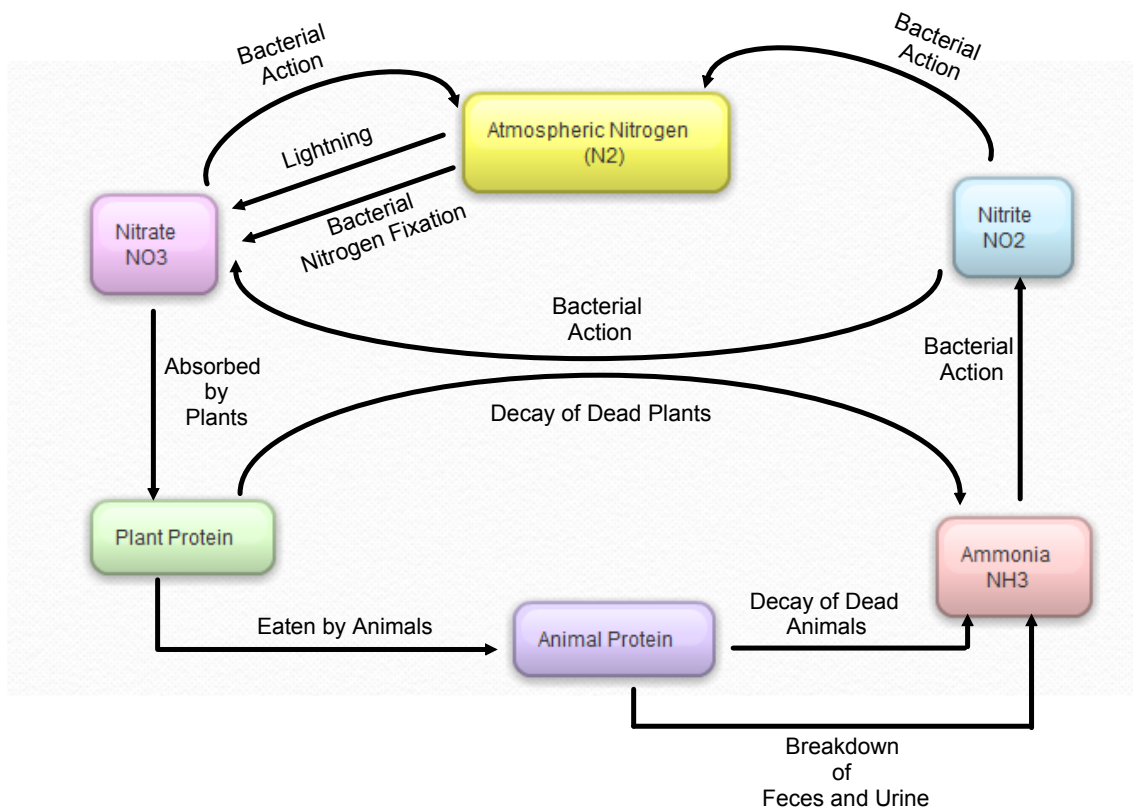 Bacterial
Action
Bacterial
Action
Atmospheric Nitrogen
(N2)
Lightning
Bacterial
Nitrogen Fixation
Nitrate
NO3
Nitrite
NO2
Bacterial
Action
Bacterial
Action
Absorbed
by
Plants
Decay of Dead Plants
Plant Protein
Ammonia
NH3
Eaten by Animals
Animal Protein
Decay of Dead
Animals
Breakdown
of
Feces and Urine